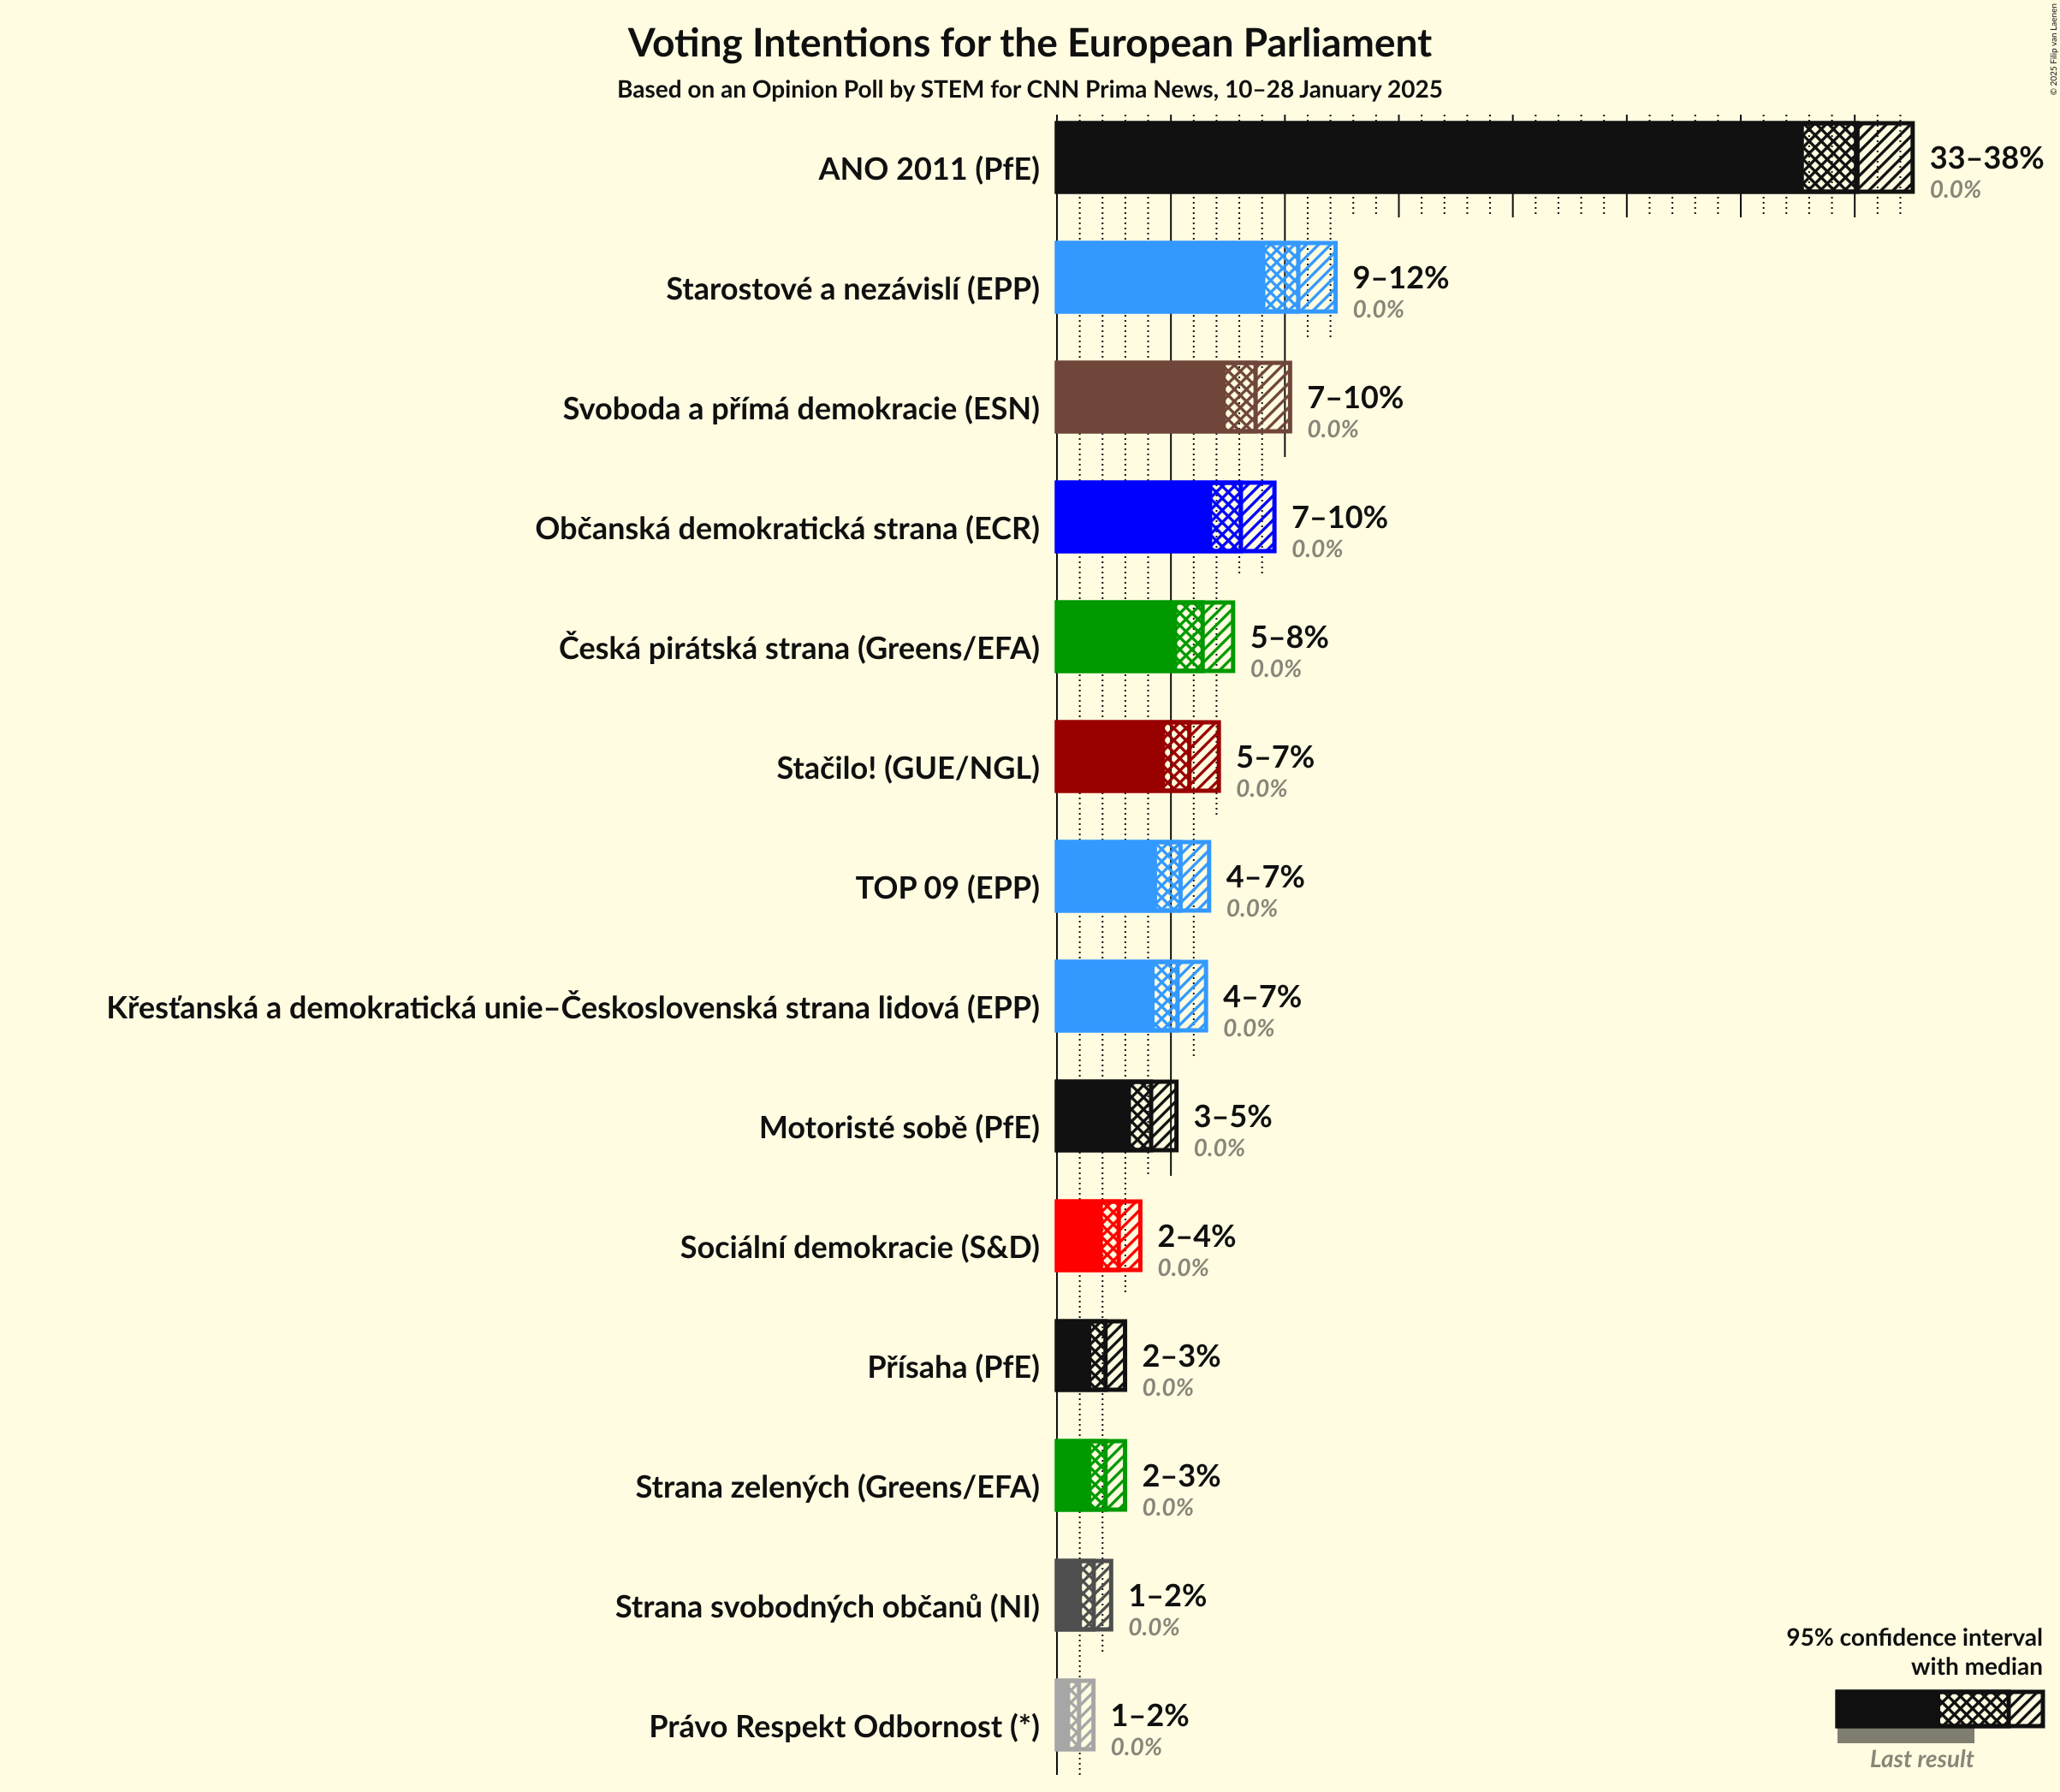 Voting Intentions for the European Parliament
Based on an Opinion Poll by STEM for CNN Prima News, 10–28 January 2025
© 2025 Filip van Laenen
ANO 2011 (PfE)
33–38%
0.0%
Starostové a nezávislí (EPP)
9–12%
0.0%
Svoboda a přímá demokracie (ESN)
7–10%
0.0%
Občanská demokratická strana (ECR)
7–10%
0.0%
Česká pirátská strana (Greens/EFA)
5–8%
0.0%
Stačilo! (GUE/NGL)
5–7%
0.0%
TOP 09 (EPP)
4–7%
0.0%
Křesťanská a demokratická unie–Československá strana lidová (EPP)
4–7%
0.0%
Motoristé sobě (PfE)
3–5%
0.0%
Sociální demokracie (S&D)
2–4%
0.0%
Přísaha (PfE)
2–3%
0.0%
Strana zelených (Greens/EFA)
2–3%
0.0%
Strana svobodných občanů (NI)
1–2%
0.0%
Právo Respekt Odbornost (*)
1–2%
0.0%
95% confidence interval
with median
Last result